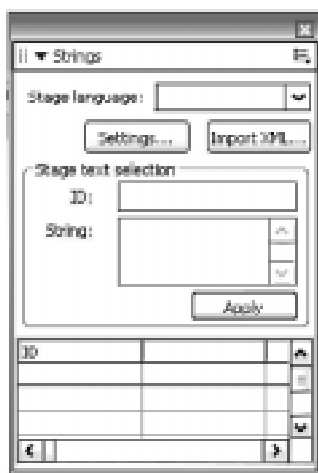 Strings
Stage language:
Settings... Import XML...
Stage text selection
ID:
String:
Apply
ID